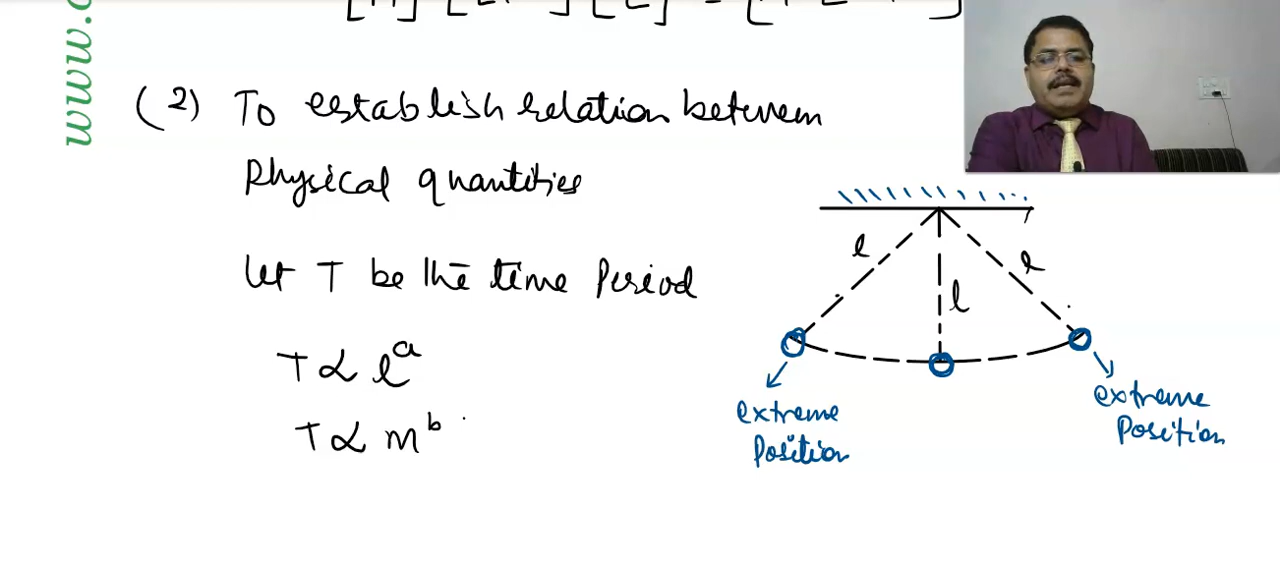 www.
(2) To establish relation between
Physical quantities
let T be the time Period
T ∝ l^a
T ∝ m^b
l
l
l
extreme
Position
extreme
Position